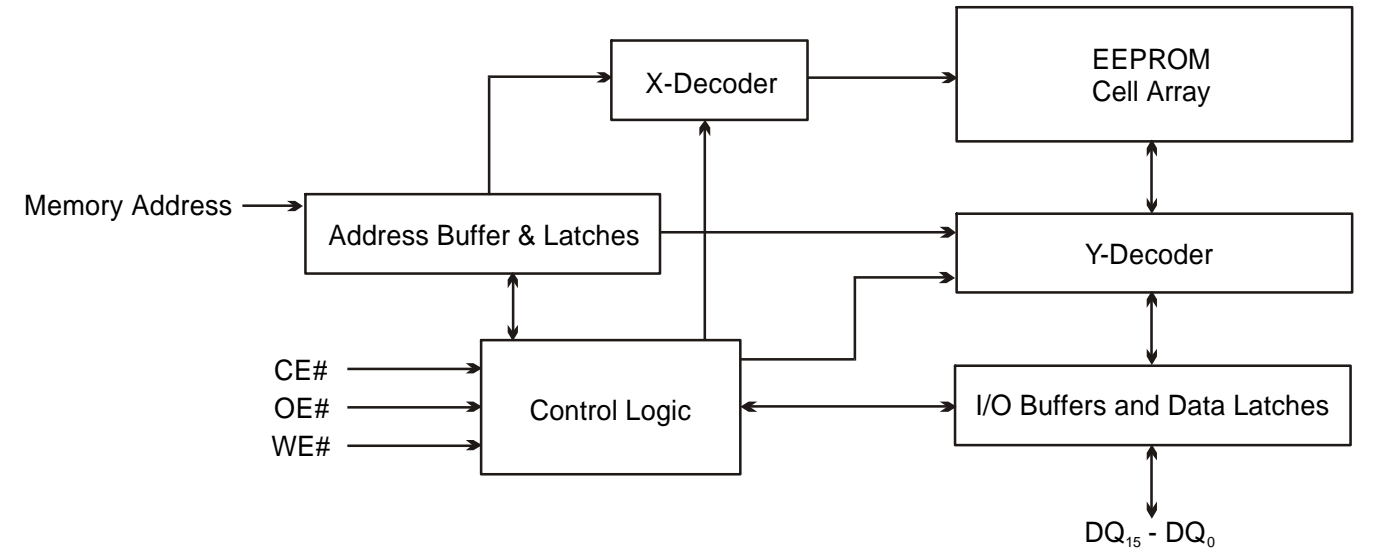 EEPROM
Cell Array
X-Decoder
Memory Address
Address Buffer & Latches
Y-Decoder
CE#
OE#
WE#
Control Logic
I/O Buffers and Data Latches
DQ₁₅ - DQ₀